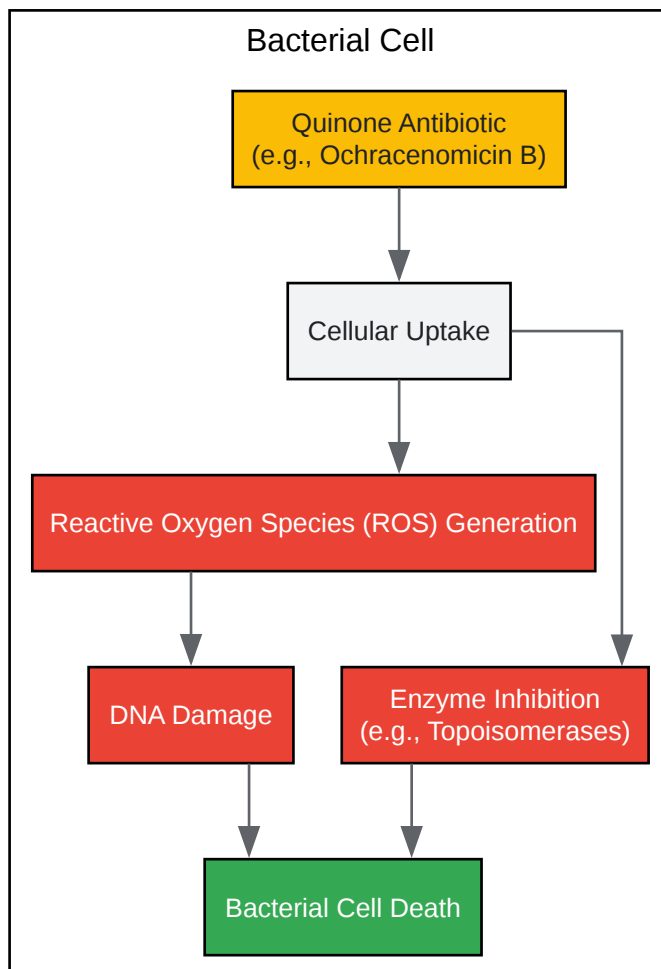 Bacterial Cell
Quinone Antibiotic
(e.g., Ochracenomicin B)
Cellular Uptake
Reactive Oxygen Species (ROS) Generation
DNA Damage
Enzyme Inhibition
(e.g., Topoisomerases)
Bacterial Cell Death